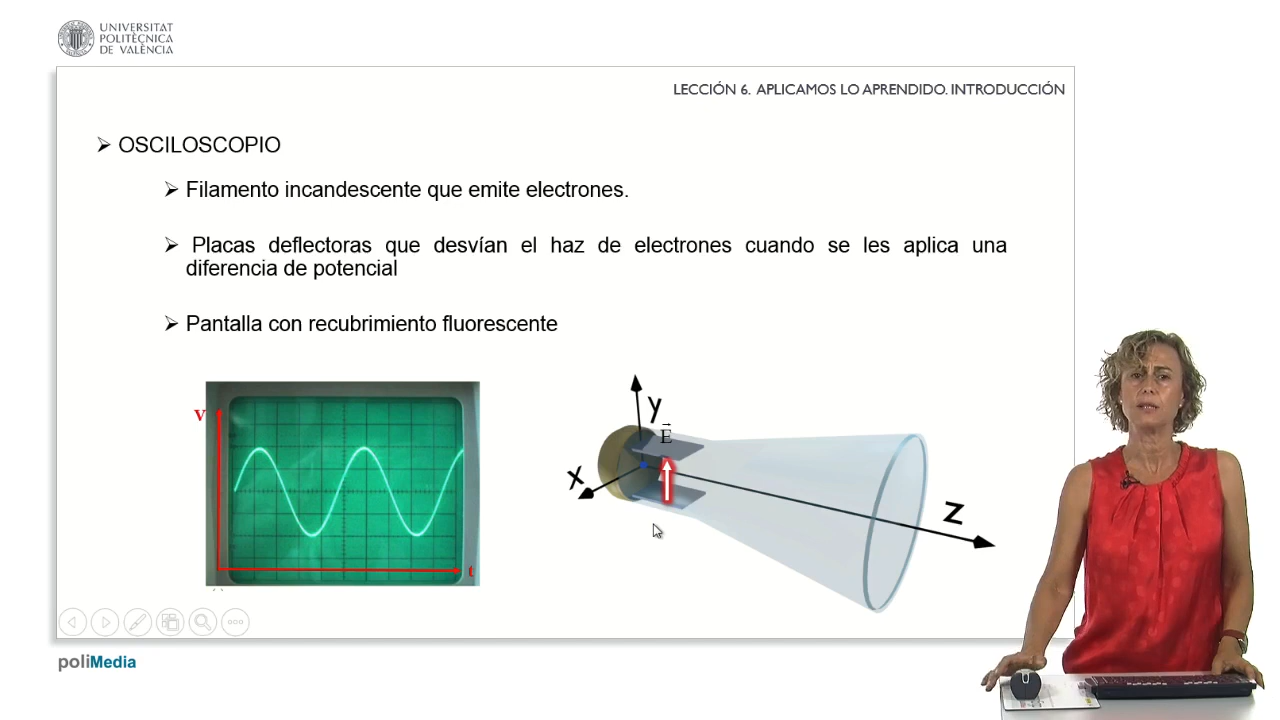 UNIVERSITAT
POLITÈCNICA
DE VALÈNCIA
LECCIÓN 6. APLICAMOS LO APRENDIDO. INTRODUCCIÓN
OSCILOSCOPIO
Filamento incandescente que emite electrones.
Placas deflectoras que desvían el haz de electrones cuando se les aplica una
diferencia de potencial
Pantalla con recubrimiento fluorescente
V
t
y
E
x
z
poliMedia